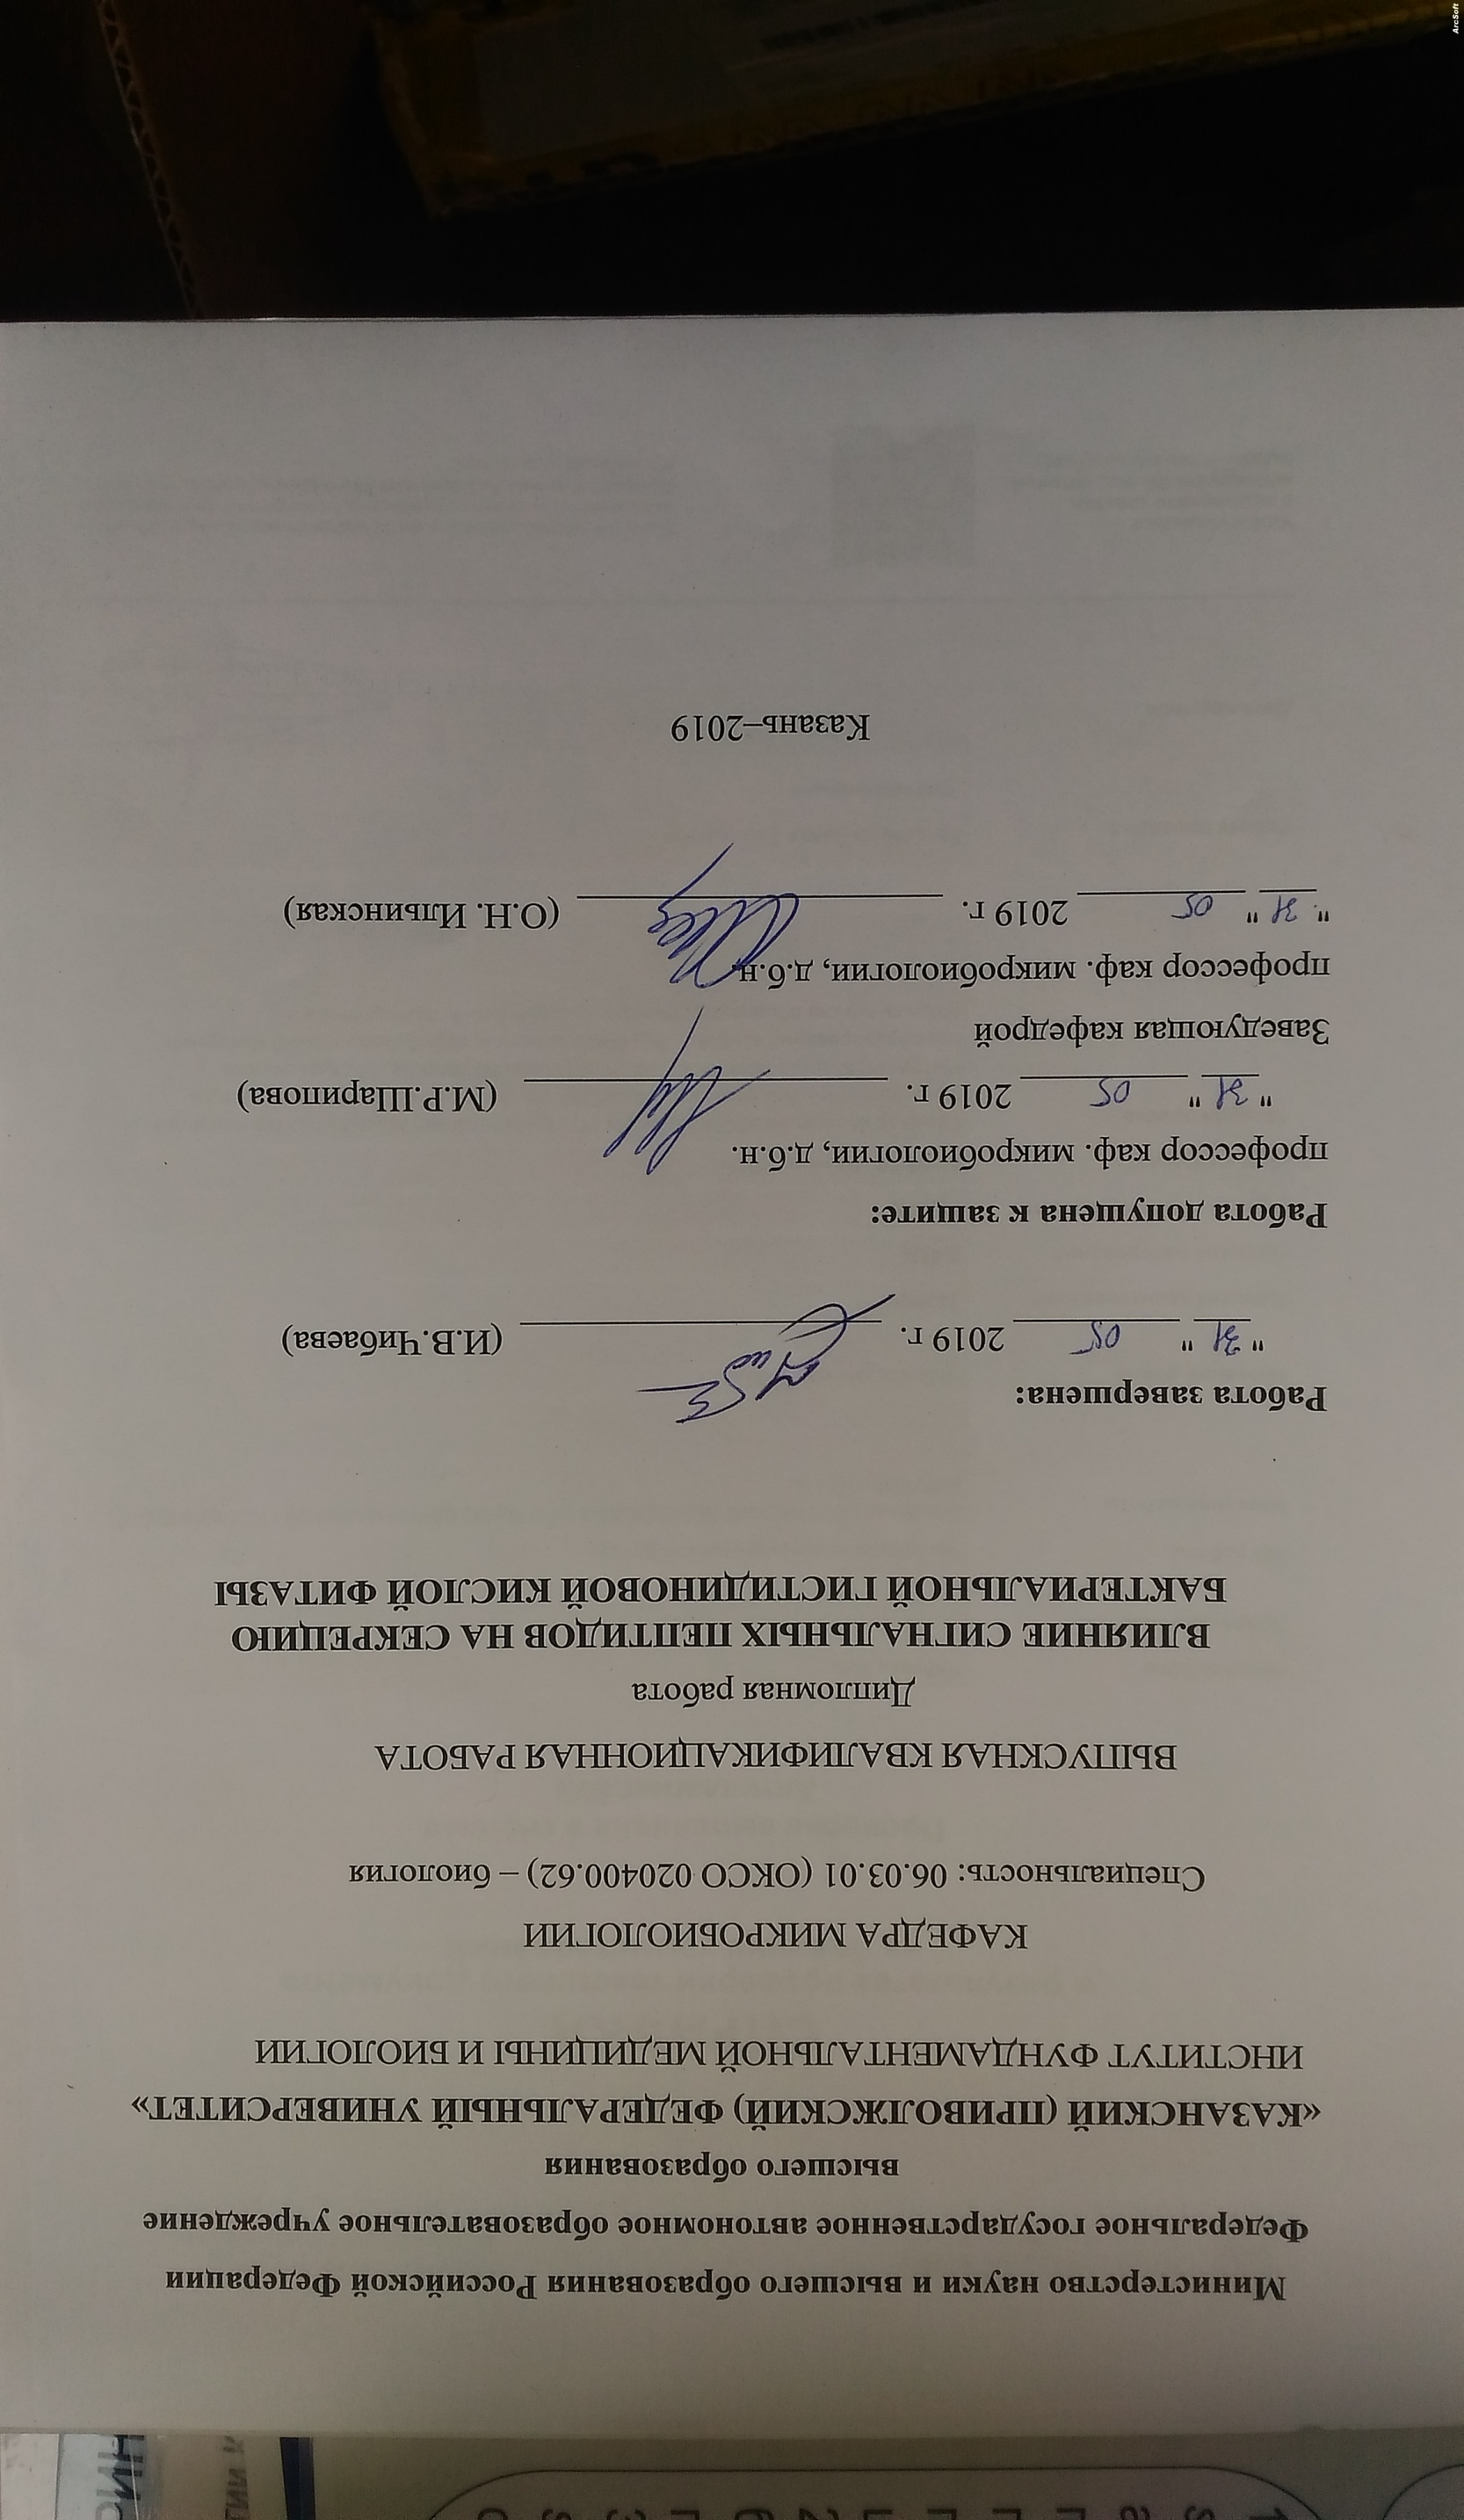 Министерство науки и высшего образования Российской Федерации
Федеральное государственное автономное образовательное учреждение
высшего образования
«КАЗАНСКИЙ (ПРИВОЛЖСКИЙ) ФЕДЕРАЛЬНЫЙ УНИВЕРСИТЕТ»
ИНСТИТУТ ФУНДАМЕНТАЛЬНОЙ МЕДИЦИНЫ И БИОЛОГИИ
КАФЕДРА МИКРОБИОЛОГИИ
Специальность: 06.03.01 (ОКСО 020400.62) – биология
ВЫПУСКНАЯ КВАЛИФИКАЦИОННАЯ РАБОТА
Дипломная работа
ВЛИЯНИЕ СИГНАЛЬНЫХ ПЕПТИДОВ НА СЕКРЕЦИЮ
БАКТЕРИАЛЬНОЙ ГИСТИДИНОВОЙ КИСЛОЙ ФИТАЗЫ
Работа завершена:
"31" 05 2019 г. (И.В.Чибаева)
Работа допущена к защите:
профессор каф. микробиологии, д.б.н.
"31" 05 2019 г. (М.Р.Шарипова)
Заведующая кафедрой
профессор каф. микробиологии, д.б.н.
"31" 05 2019 г. (О.Н. Ильинская)
Казань–2019
ArcSoft